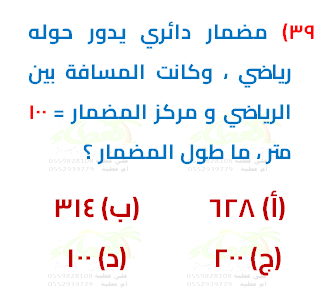 ٣٩) مضمار دائري يدور حوله
رياضي ، وكانت المسافة بين
الرياضي و مركز المضمار = ١٠٠
متر ، ما طول المضمار ؟
(أ) ٦٢٨ (ب) ٣١٤
(ج) ٢٠٠ (د) ١٠٠